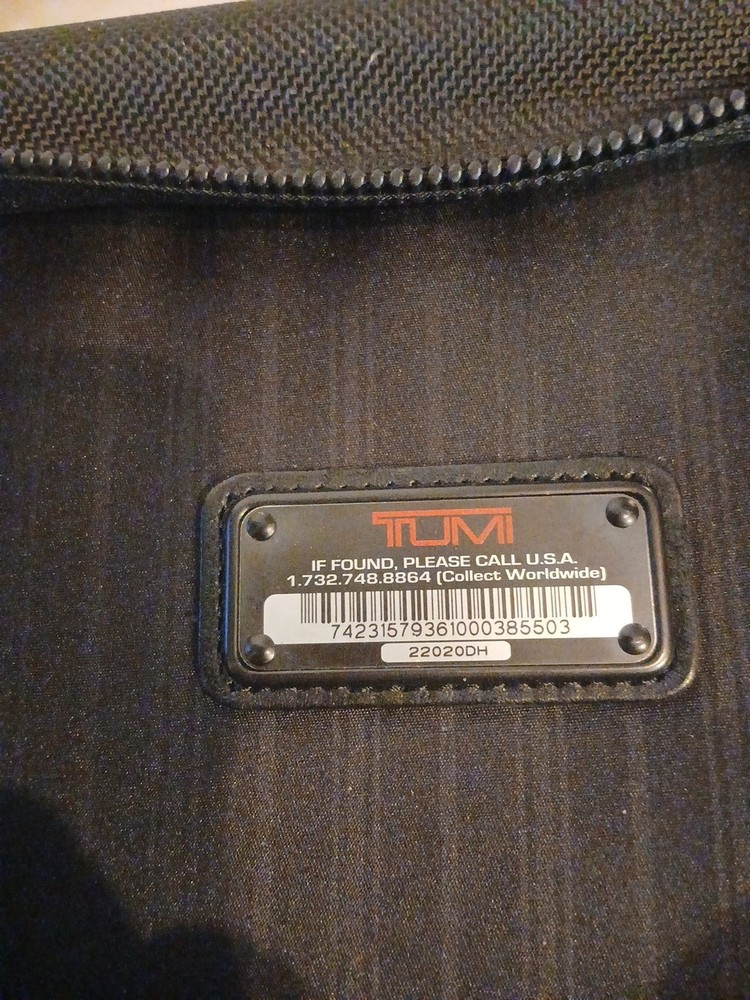 TUMI
IF FOUND, PLEASE CALL U.S.A.
1.732.748.8864 (Collect Worldwide)
74231579361000385503
22020DH